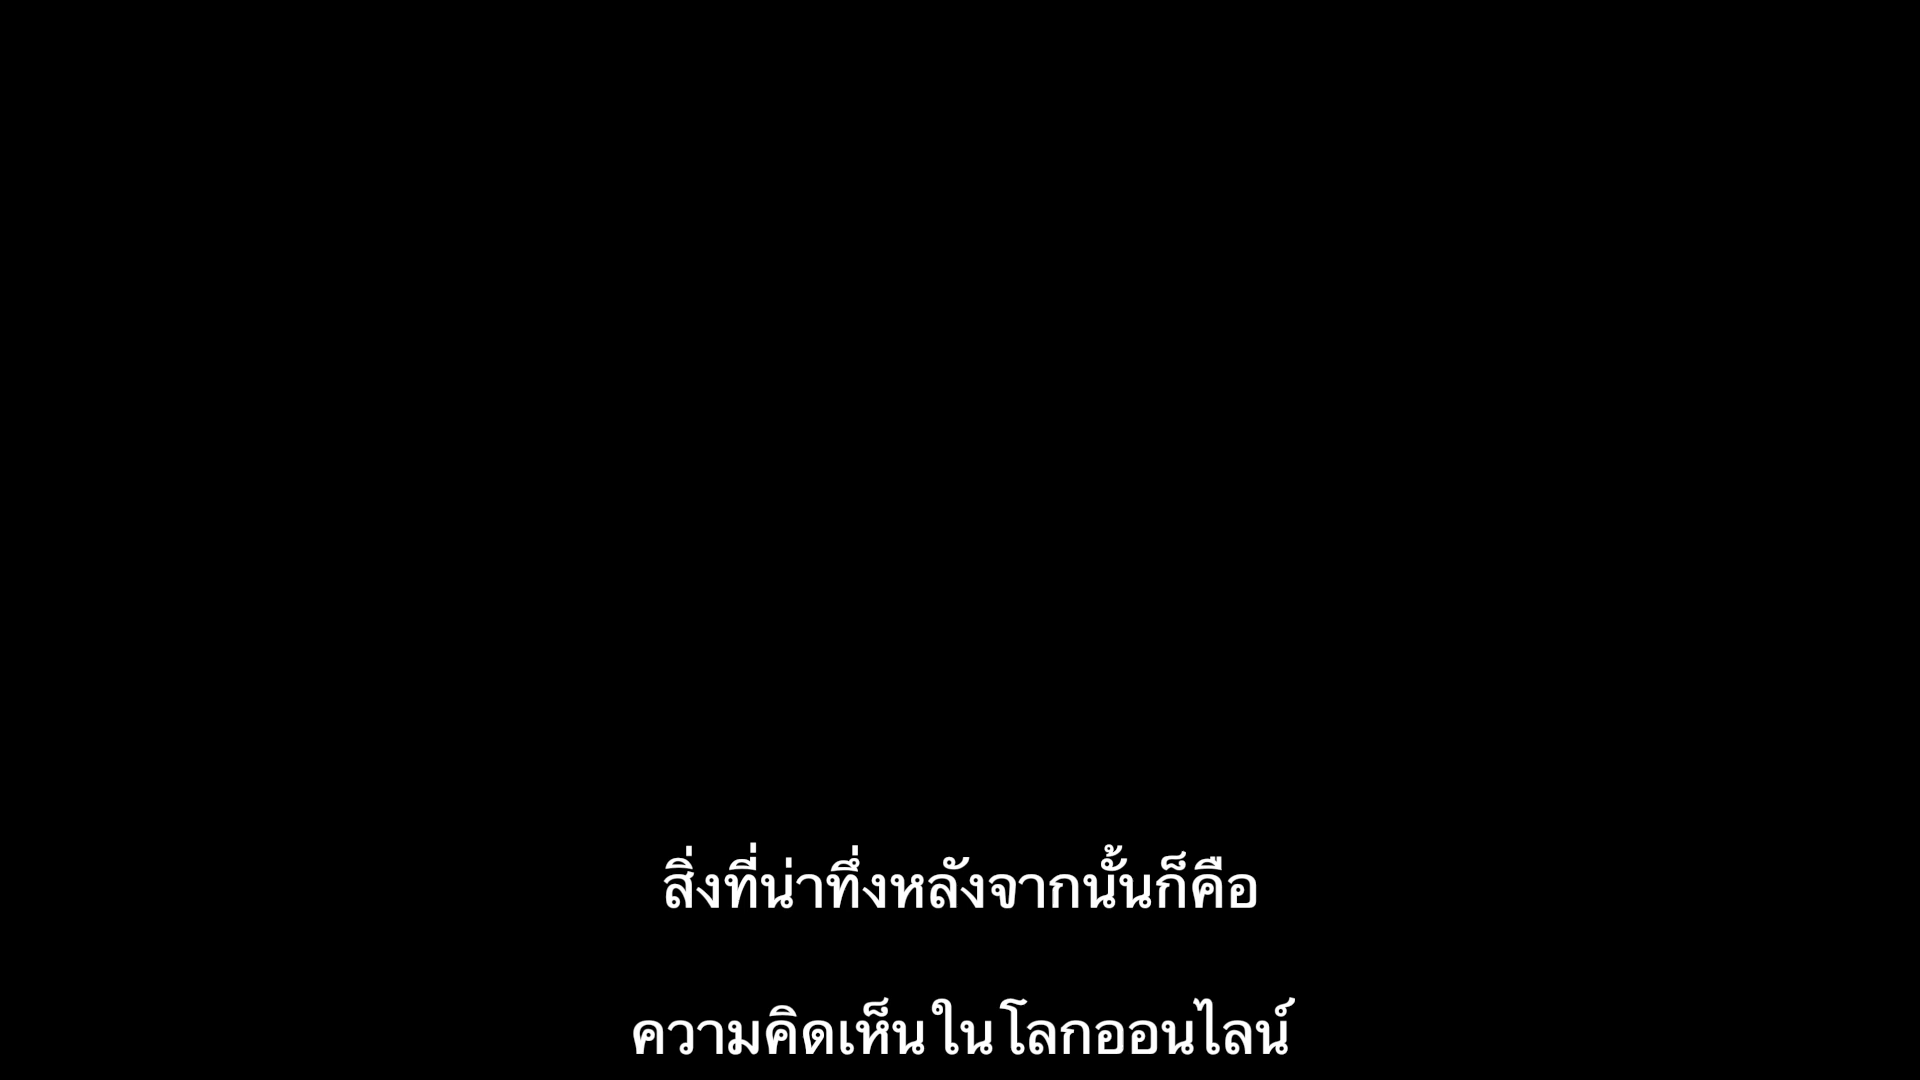 สิ่งที่น่าทึ่งหลังจากนั้นก็คือ
ความคิดเห็นในโลกออนไลน์